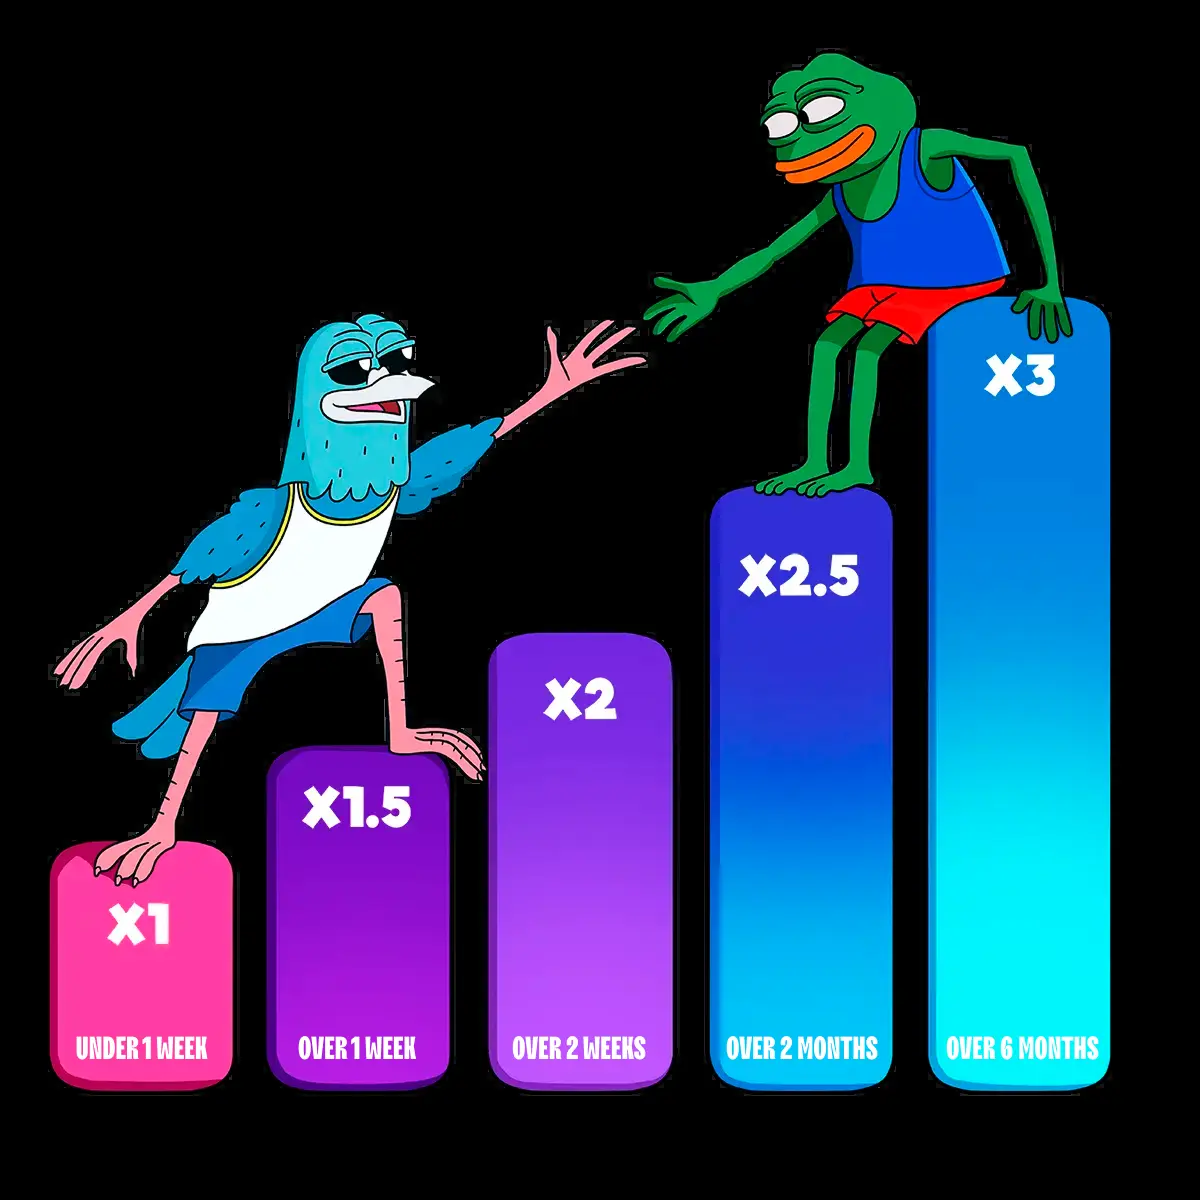 X1
UNDER 1 WEEK
X1.5
OVER 1 WEEK
X2
OVER 2 WEEKS
X2.5
OVER 2 MONTHS
X3
OVER 6 MONTHS